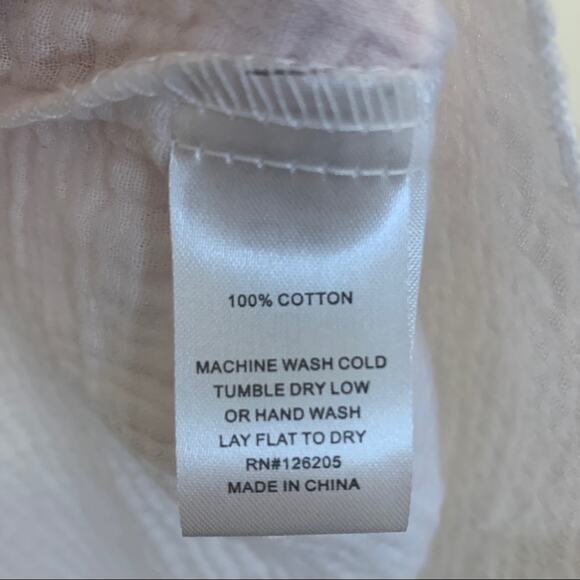 100% COTTON
MACHINE WASH COLD
TUMBLE DRY LOW
OR HAND WASH
LAY FLAT TO DRY
RN#126205
MADE IN CHINA